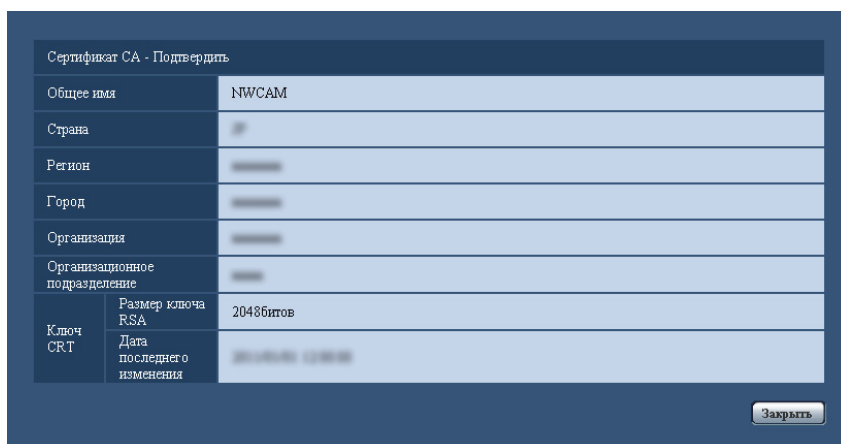 Сертификат CA - Подтвердить
Общее имя NWCAM
Страна
Регион
Город
Организация
Организационное
подразделение
Ключ
CRT
Размер ключа
RSA
2048битов
Дата
последнего
изменения
Закрыть